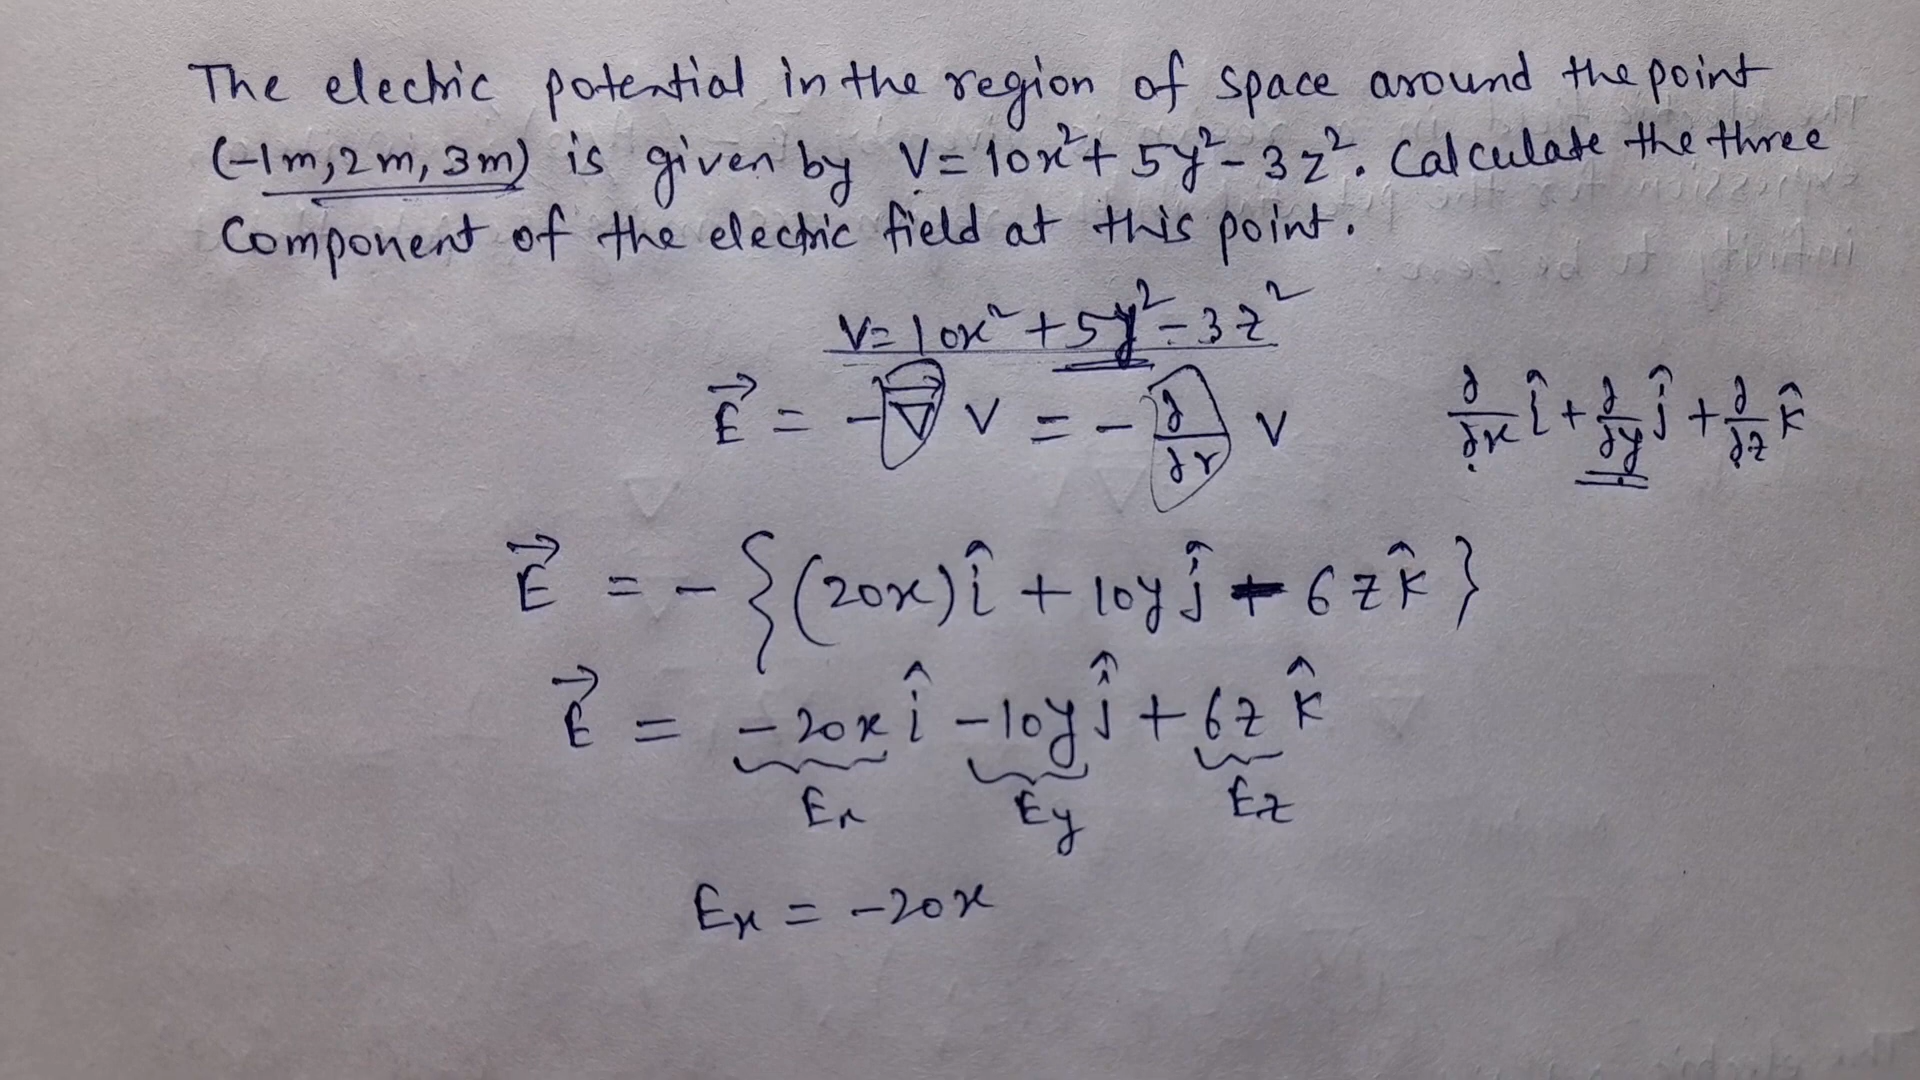 The electric potential in the region of space around the point
(-1m, 2m, 3m) is given by V = 10x² + 5y² - 3z². Calculate the three
Component of the electric field at this point.
V = 10x² + 5y² - 3z²
E⃗ = -∇⃗ V = - ∂/∂r V
∂/∂x î + ∂/∂y ĵ + ∂/∂z k̂
E⃗ = - {(20x) î + 10y ĵ - 6z k̂}
E⃗ = -20x î - 10y ĵ + 6z k̂
Ex Ey Ez
Ex = -20x